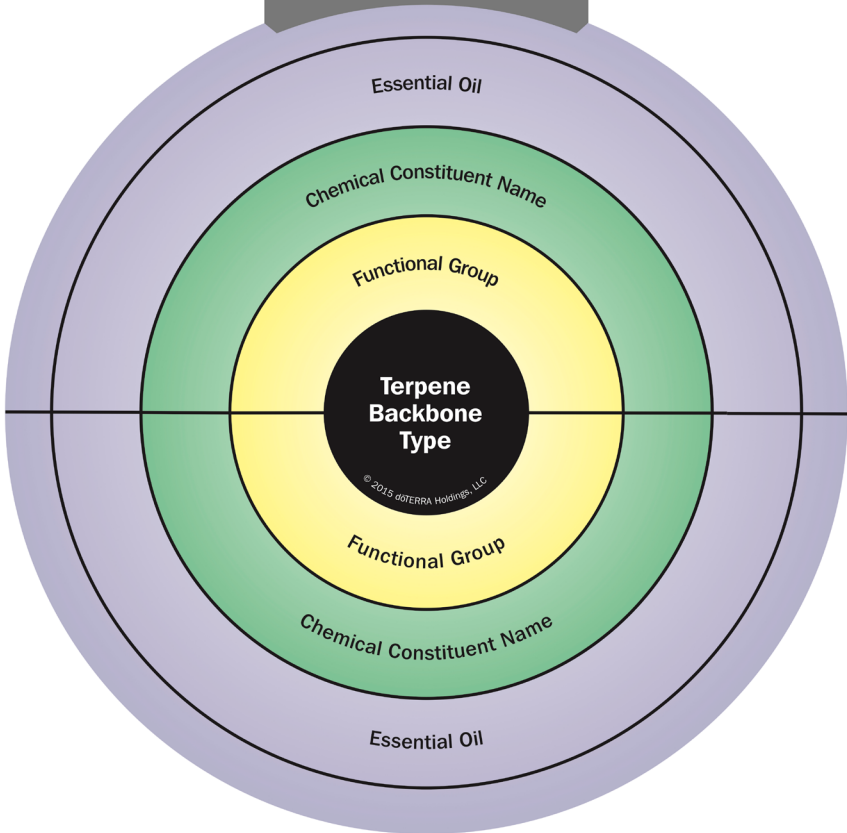 Essential Oil
Chemical Constituent Name
Functional Group
Terpene
Backbone
Type
© 2015 dōTERRA Holdings, LLC
Functional Group
Chemical Constituent Name
Essential Oil